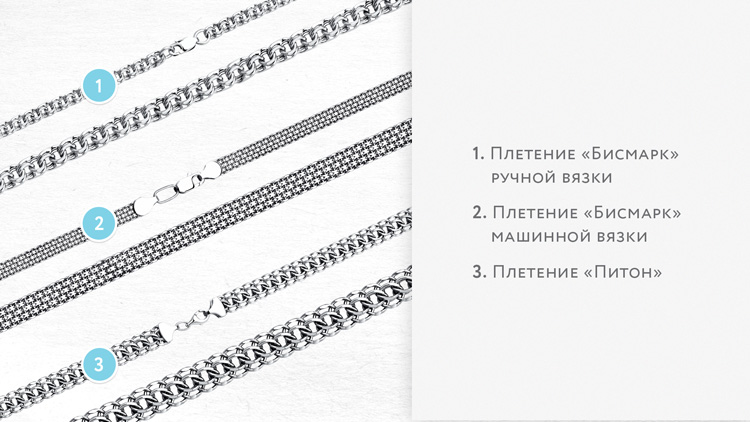 1
2
3
1. Плетение «Бисмарк»
ручной вязки
2. Плетение «Бисмарк»
машинной вязки
3. Плетение «Питон»